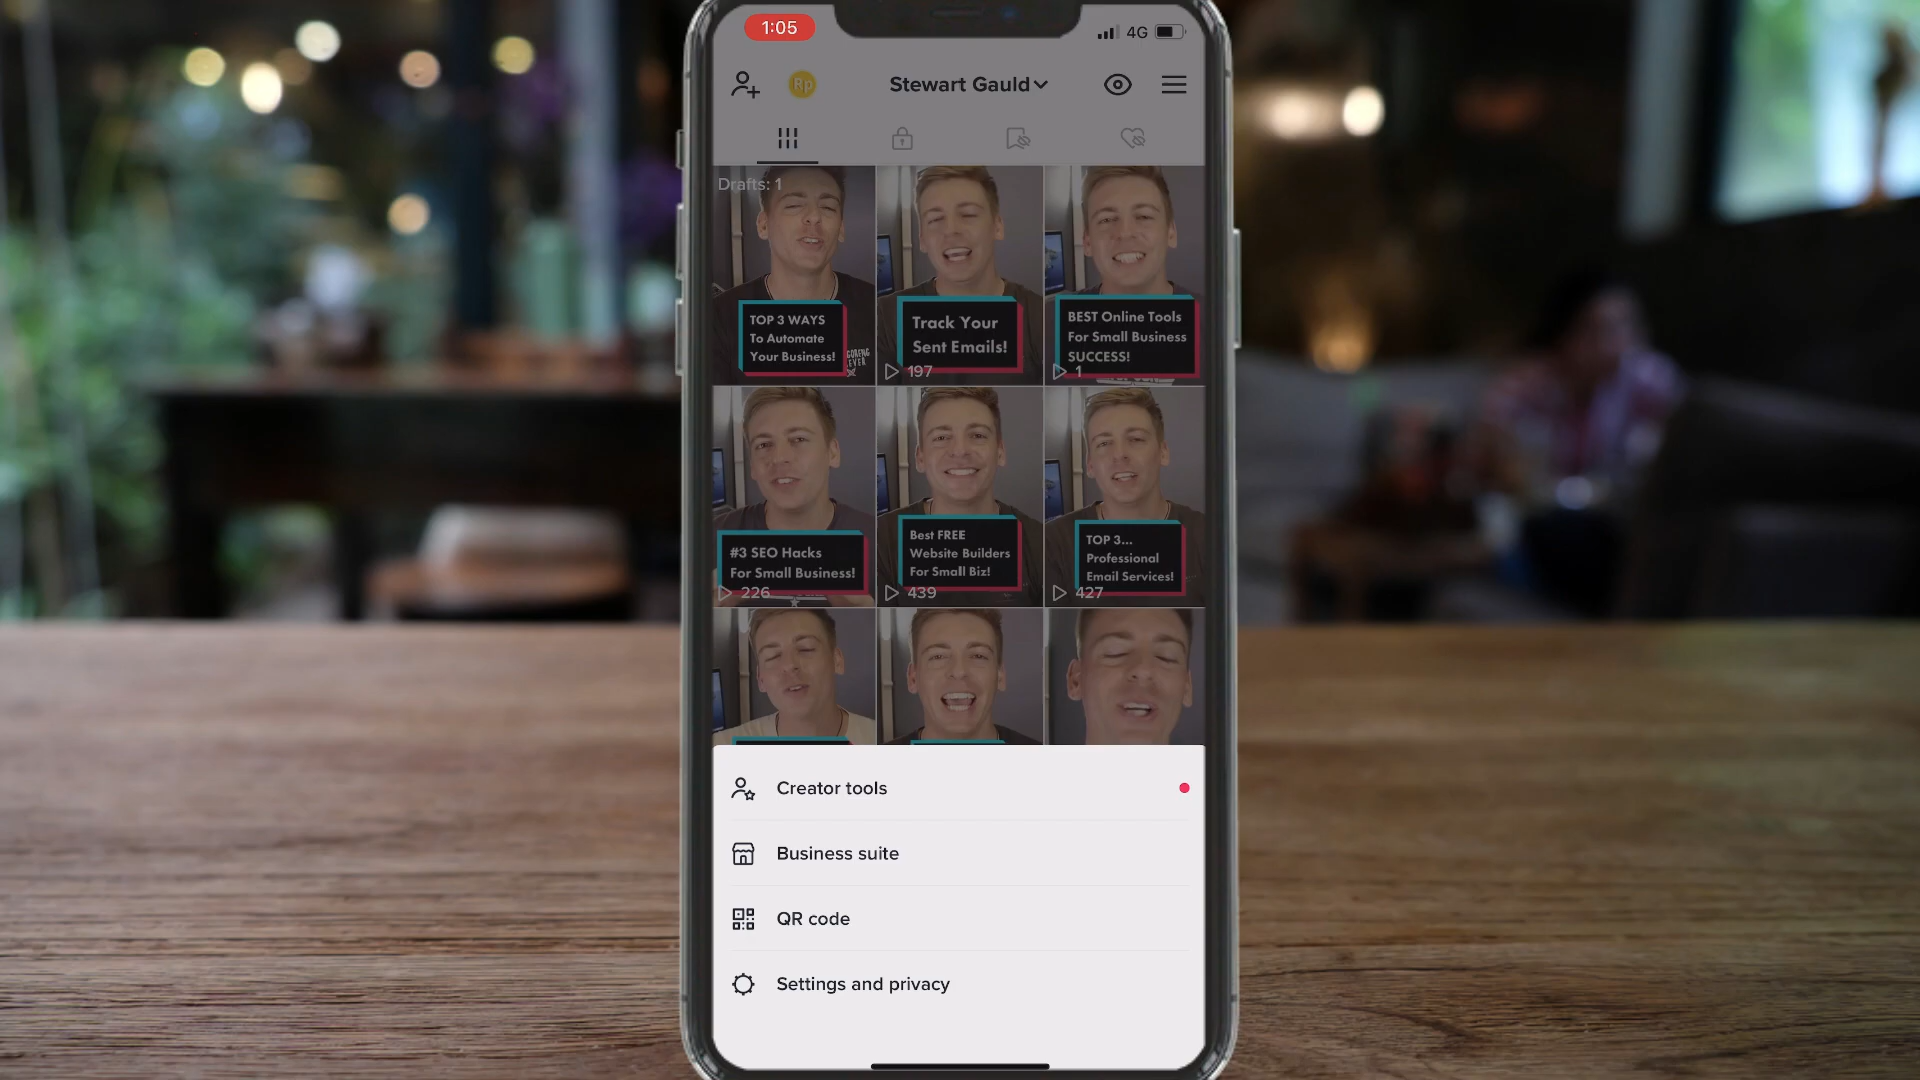 1:05
4G
Rp
Stewart Gauld
Drafts: 1
TOP 3 WAYS
To Automate
Your Business!
Track Your
Sent Emails!
197
BEST Online Tools
For Small Business
SUCCESS!
1
#3 SEO Hacks
For Small Business!
226
Best FREE
Website Builders
For Small Biz!
439
TOP 3...
Professional
Email Services!
427
Creator tools
Business suite
QR code
Settings and privacy